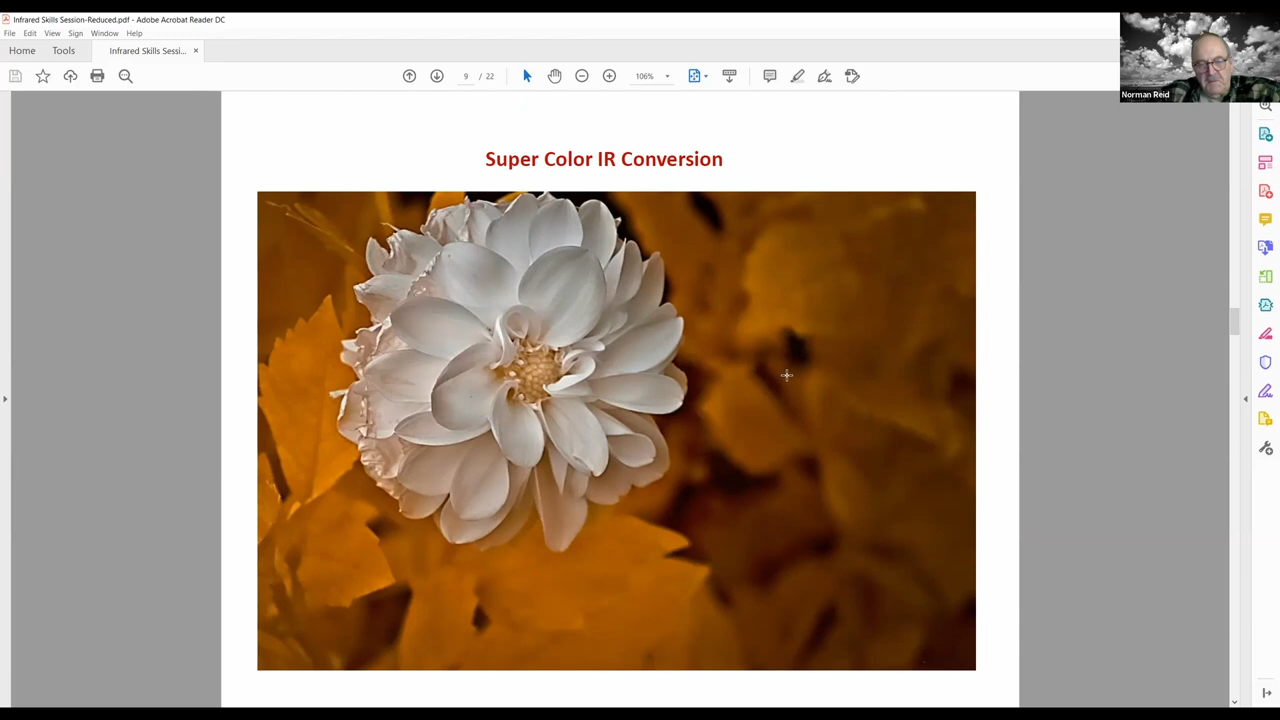 Infrared Skills Session-Reduced.pdf - Adobe Acrobat Reader DC
File Edit View Sign Window Help
Home Tools Infrared Skills Sessi... ×
9 / 22 106%
Norman Reid
Super Color IR Conversion